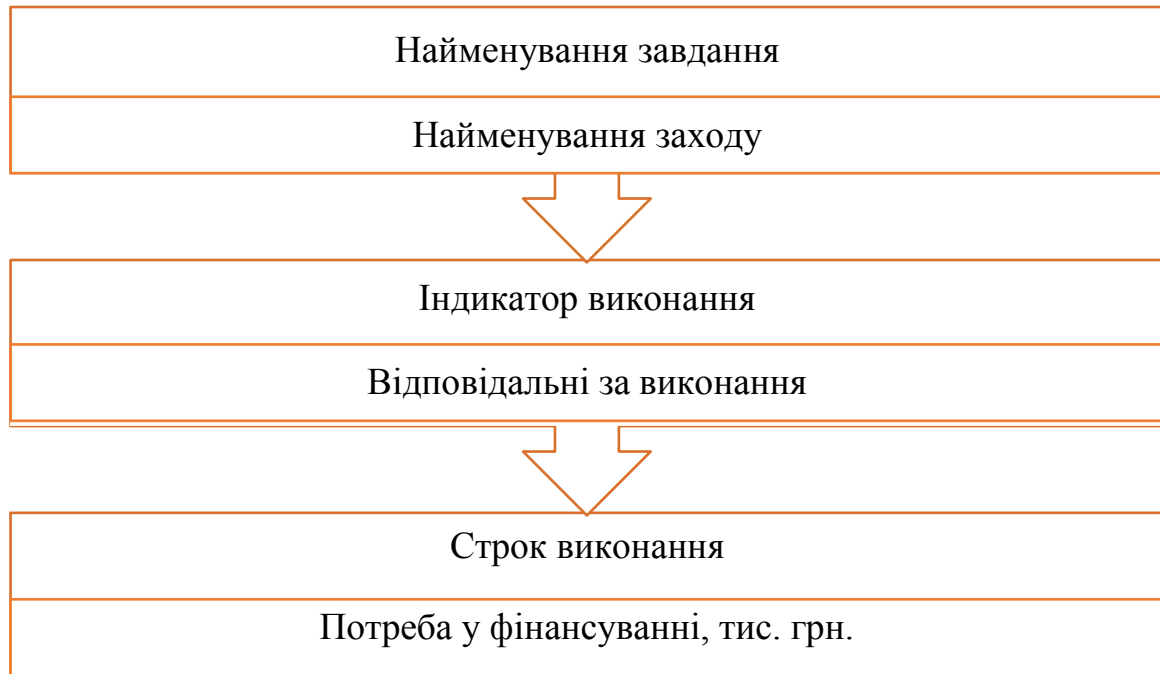 Найменування завдання
Найменування заходу
Індикатор виконання
Відповідальні за виконання
Строк виконання
Потреба у фінансуванні, тис. грн.